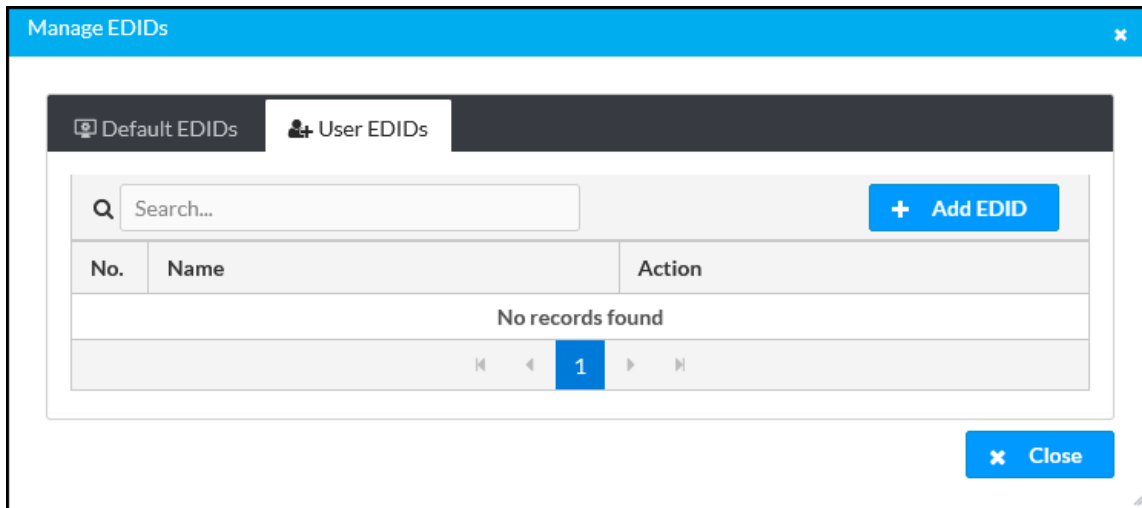 Manage EDIDs
Default EDIDs
User EDIDs
Search...
Add EDID
No. Name Action
No records found
1
Close